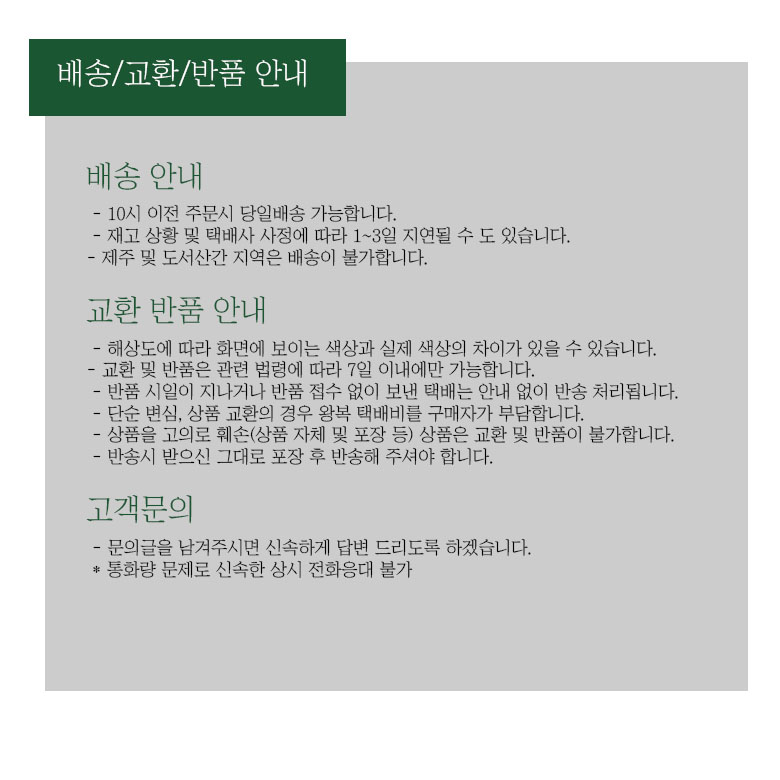 배송/교환/반품 안내
배송 안내
- 10시 이전 주문시 당일배송 가능합니다.
- 재고 상황 및 택배사 사정에 따라 1~3일 지연될 수 도 있습니다.
- 제주 및 도서산간 지역은 배송이 불가합니다.
교환 반품 안내
- 해상도에 따라 화면에 보이는 색상과 실제 색상의 차이가 있을 수 있습니다.
- 교환 및 반품은 관련 법령에 따라 7일 이내에만 가능합니다.
- 반품 시일이 지나거나 반품 접수 없이 보낸 택배는 안내 없이 반송 처리됩니다.
- 단순 변심, 상품 교환의 경우 왕복 택배비를 구매자가 부담합니다.
- 상품을 고의로 훼손(상품 자체 및 포장 등) 상품은 교환 및 반품이 불가합니다.
- 반송시 받으신 그대로 포장 후 반송해 주셔야 합니다.
고객문의
- 문의글을 남겨주시면 신속하게 답변 드리도록 하겠습니다.
* 통화량 문제로 신속한 상시 전화응대 불가